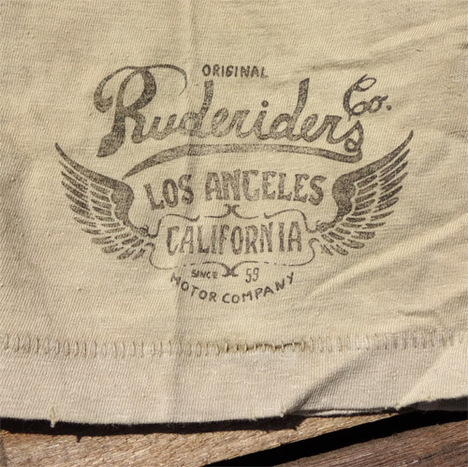 ORIGINAL
Ruderiders Co.
LOS ANGELES
CALIFORNIA
SINCE 59
MOTOR COMPANY